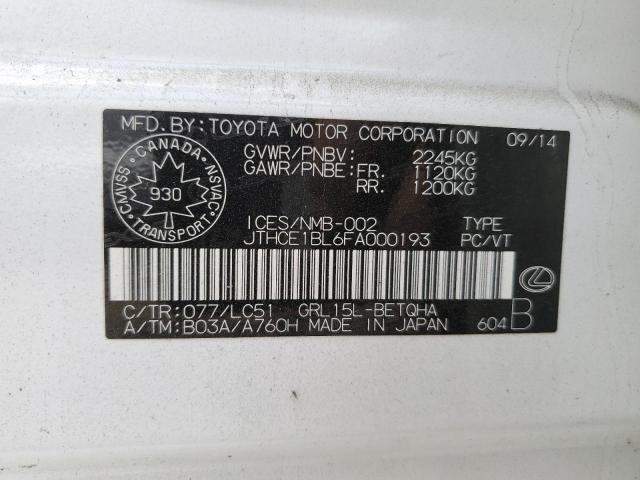 MFD. BY: TOYOTA MOTOR CORPORATION 09/14
GVWR/PNBV: 2245KG
GAWR/PNBE: FR. 1120KG
RR. 1200KG
CANADA
CMVSS NSVAC
930
TRANSPORT
ICES/NMB-002 TYPE
JTHCE1BL6FA000193 PC/VT
C/TR: 077/LC51 GRL15L-BETQHA
A/TM: B03A/A760H MADE IN JAPAN 604 B